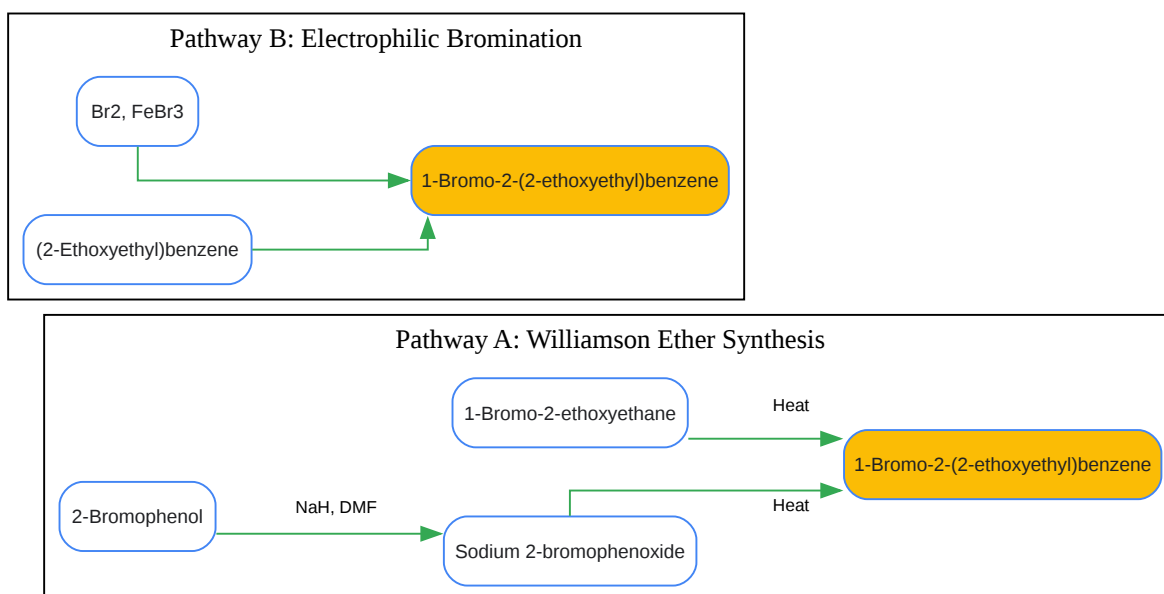 Pathway B: Electrophilic Bromination
Br2, FeBr3
1-Bromo-2-(2-ethoxyethyl)benzene
(2-Ethoxyethyl)benzene
Pathway A: Williamson Ether Synthesis
1-Bromo-2-ethoxyethane
Heat
1-Bromo-2-(2-ethoxyethyl)benzene
2-Bromophenol
NaH, DMF
Heat
Sodium 2-bromophenoxide